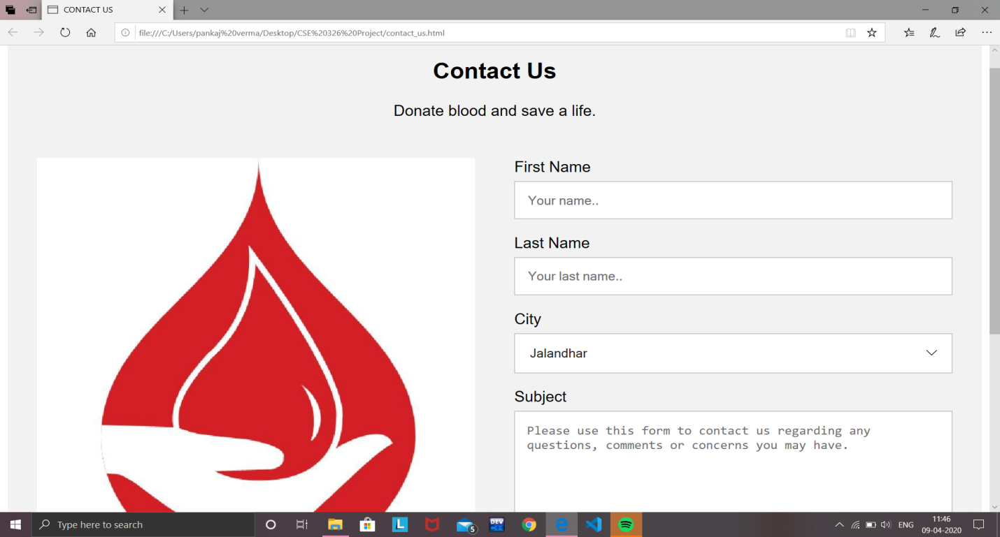 CONTACT US
file:///C:/Users/pankaj%20verma/Desktop/CSE%20326%20Project/contact_us.html
Contact Us
Donate blood and save a life.
First Name
Your name..
Last Name
Your last name..
City
Jalandhar
Subject
Please use this form to contact us regarding any
questions, comments or concerns you may have.
Type here to search
L
5
DEV
ENG
11:46
09-04-2020